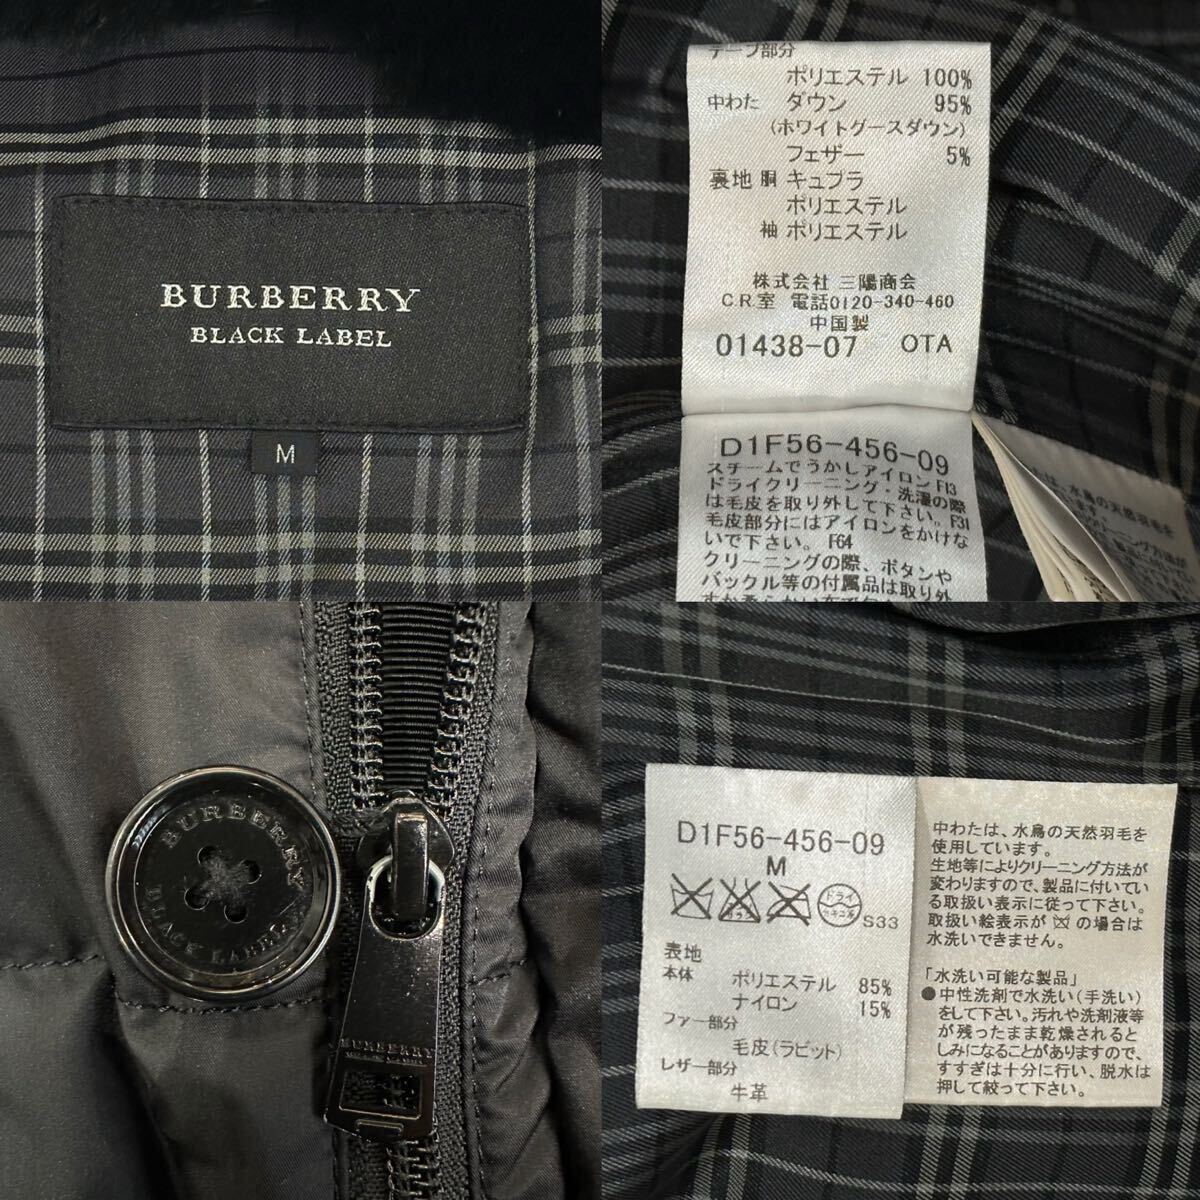 BURBERRY
BLACK LABEL
M
テープ部分
ポリエステル 100%
中わた ダウン 95%
(ホワイトグースダウン)
フェザー 5%
裏地 胴 キュプラ
ポリエステル
袖 ポリエステル
株式会社 三陽商会
C.R.室 電話0120-340-460
中国製
01438-07 OTA
D1F56-456-09
スチームでうかしアイロン F13
ドライクリーニング・洗濯の際
は毛皮を取り外して下さい。F31
毛皮部分にはアイロンをかけな
いで下さい。 F64
クリーニングの際、ボタンや
バックル等の付属品は取り外
BURBERRY
BLACK LABEL
BURBERRY
BLACK LABEL
D1F56-456-09
M
ドライ
セキユ系
S33
表地
本体 ポリエステル 85%
ナイロン 15%
ファー部分
毛皮(ラビット)
レザー部分
牛革
中わたは、水鳥の天然羽毛を
使用しています。
生地等によりクリーニング方法が
変わりますので、製品に付いてい
る取扱い表示に従って下さい。
取扱い絵表示が の場合は
水洗いできません。
「水洗い可能な製品」
●中性洗剤で水洗い(手洗い)
をして下さい。汚れや洗剤液等
が残ったまま乾燥されると
しみになることがありますので、
すすぎは十分に行い、脱水は
押して絞って下さい。